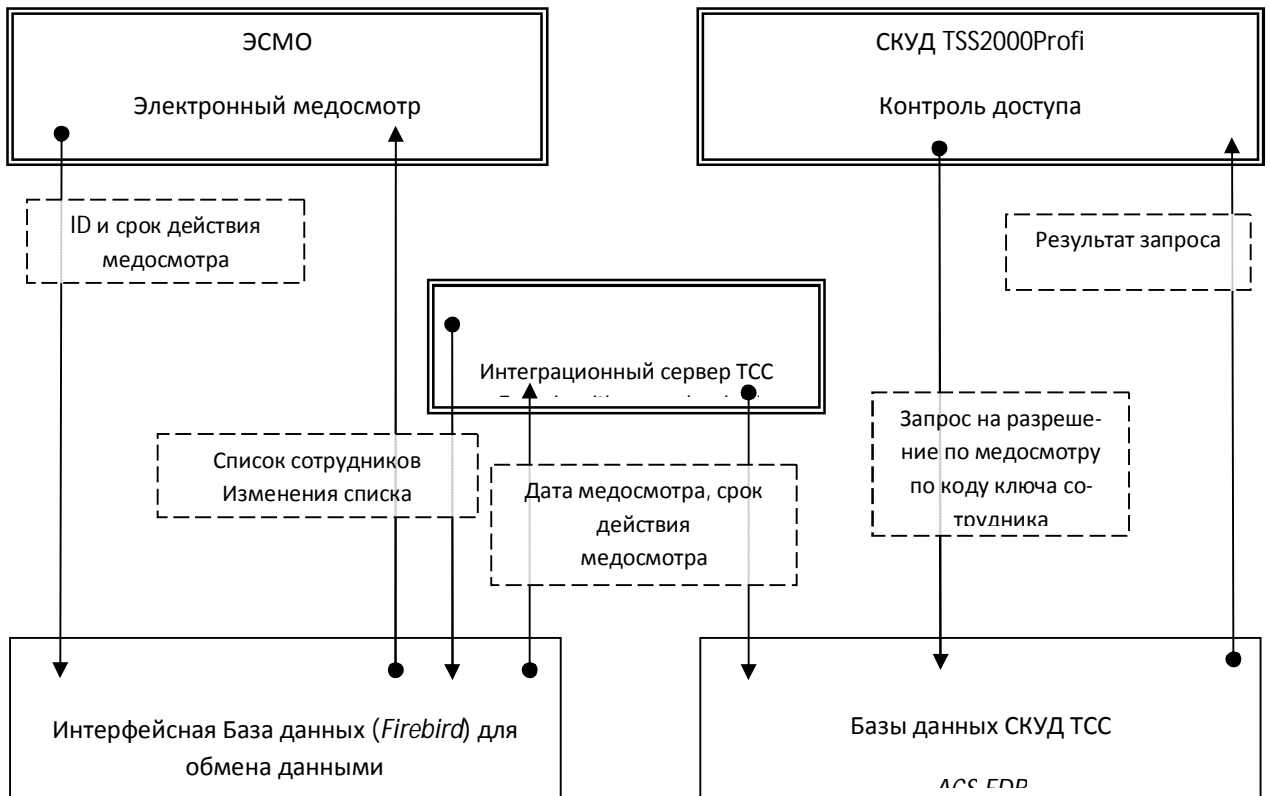 ЭСМО
Электронный медосмотр
СКУД TSS2000Profi
Контроль доступа
ID и срок действия
медосмотра
Результат запроса
Интеграционный сервер ТСС
Список сотрудников
Изменения списка
Дата медосмотра, срок
действия
медосмотра
Запрос на разреше-
ние по медосмотру
по коду ключа со-
трудника
Интерфейсная База данных (Firebird) для
обмена данными
Базы данных СКУД ТСС